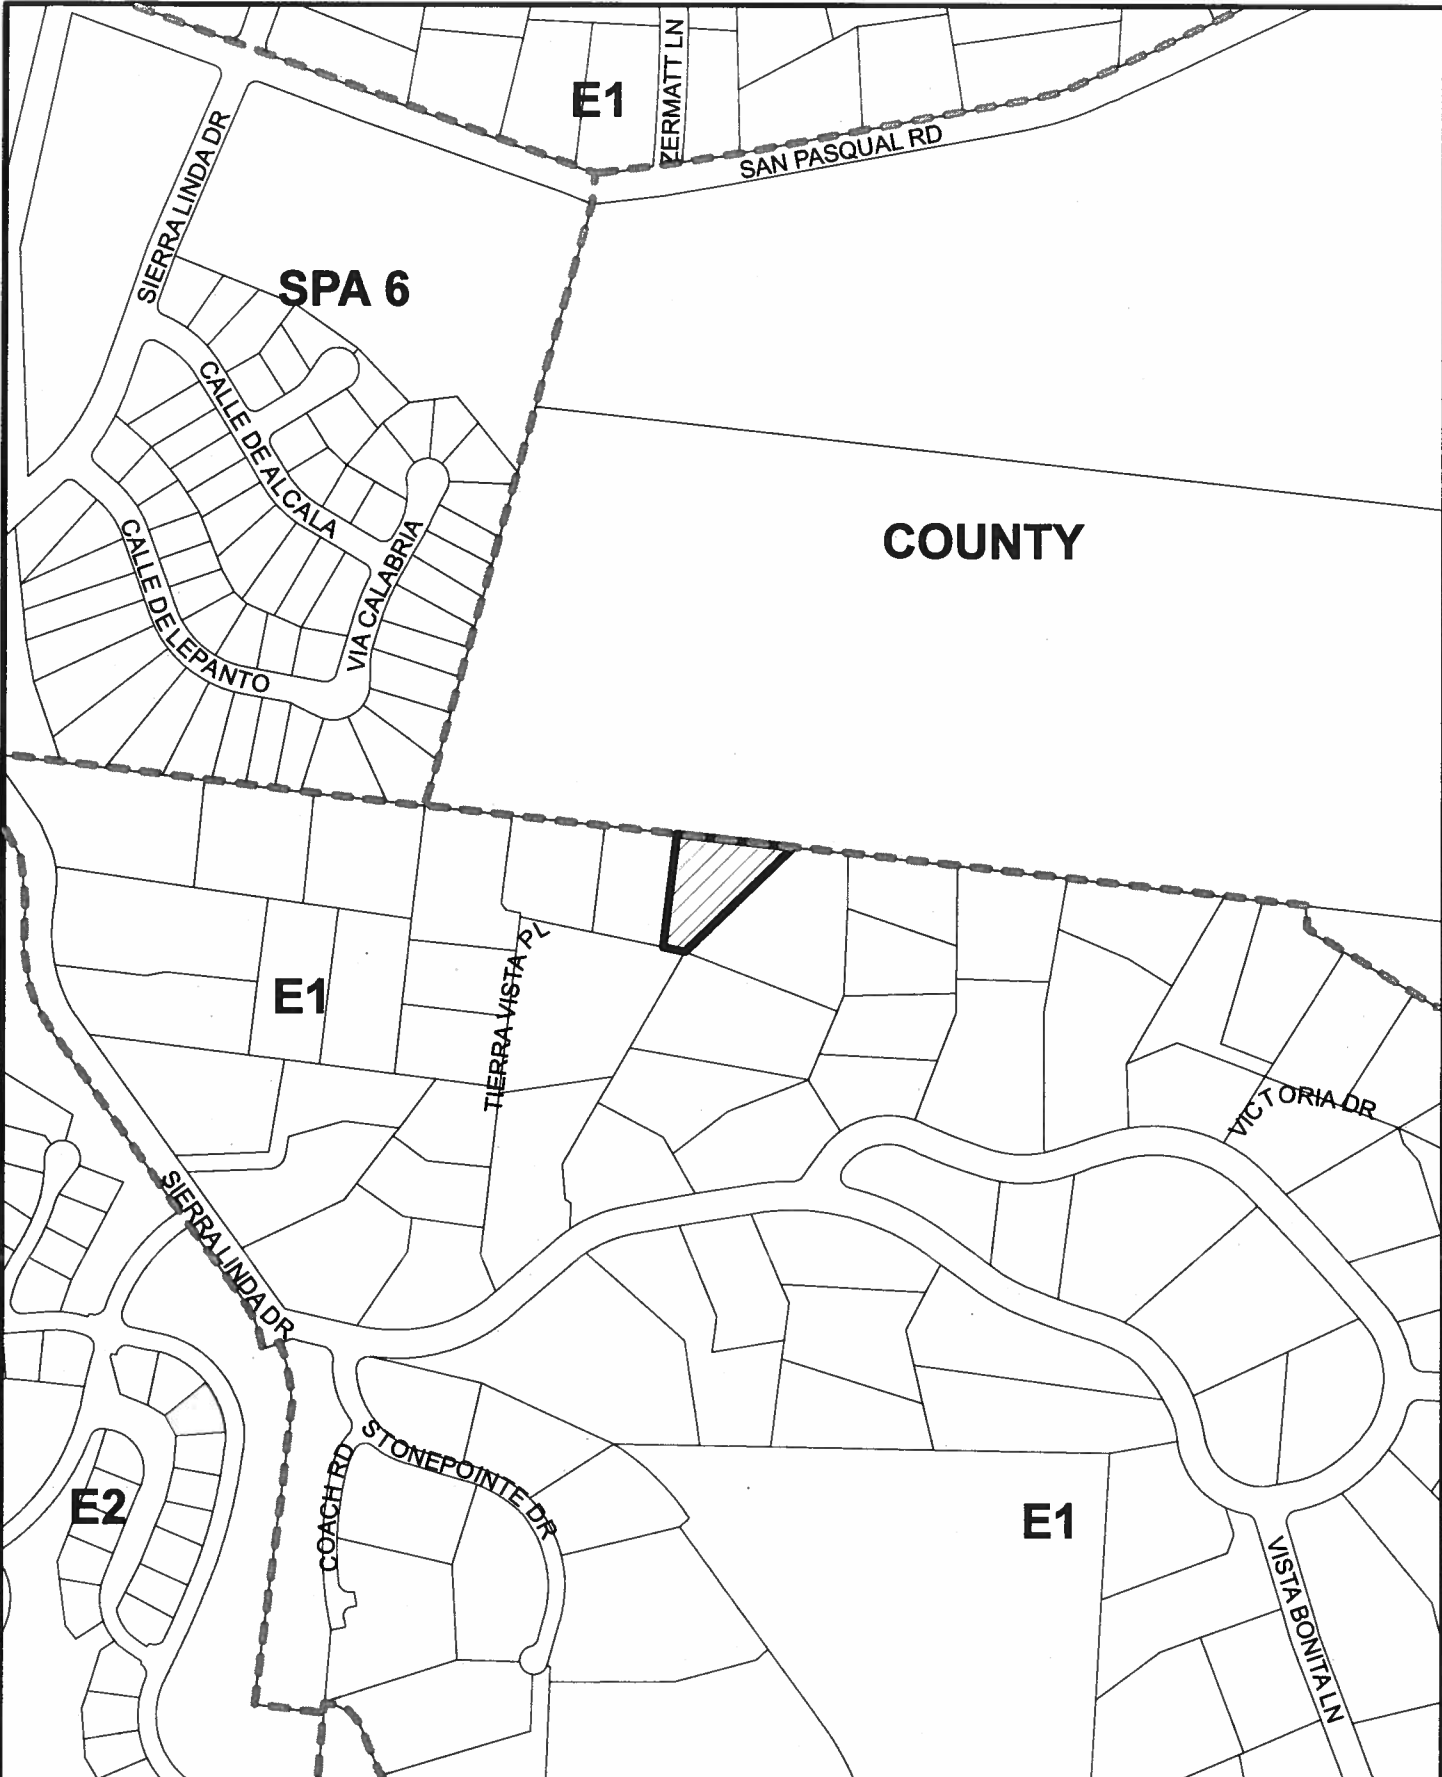 ZERMATT LN
E1
SAN PASQUAL RD
SIERRA LINDA DR
SPA 6
CALLE DE ALCALA
COUNTY
CALLE DE LEPANTO
VIA CALABRIA
TIERRA VISTA PL
E1
VICTORIA DR
SIERRA LINDA DR
STONEPOINTE DR
COACH RD
E2
E1
VISTA BONITA LN